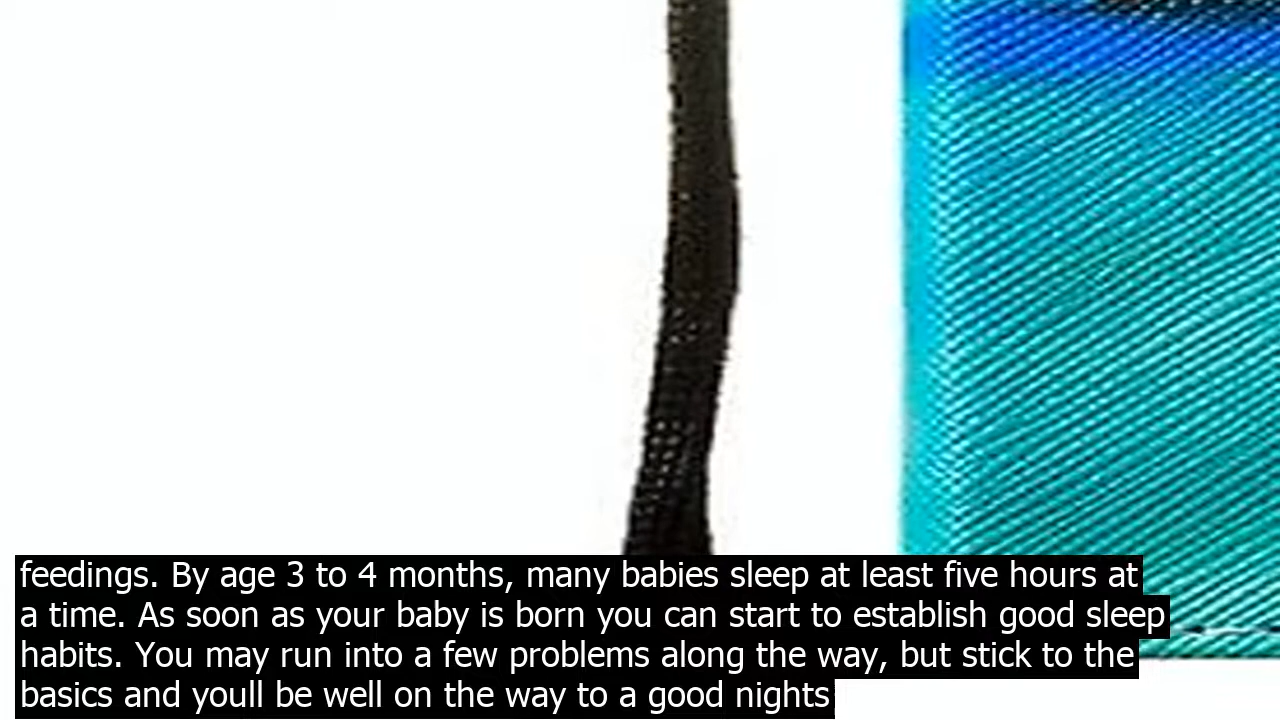 feedings. By age 3 to 4 months, many babies sleep at least five hours at
a time. As soon as your baby is born you can start to establish good sleep
habits. You may run into a few problems along the way, but stick to the
basics and youll be well on the way to a good nights